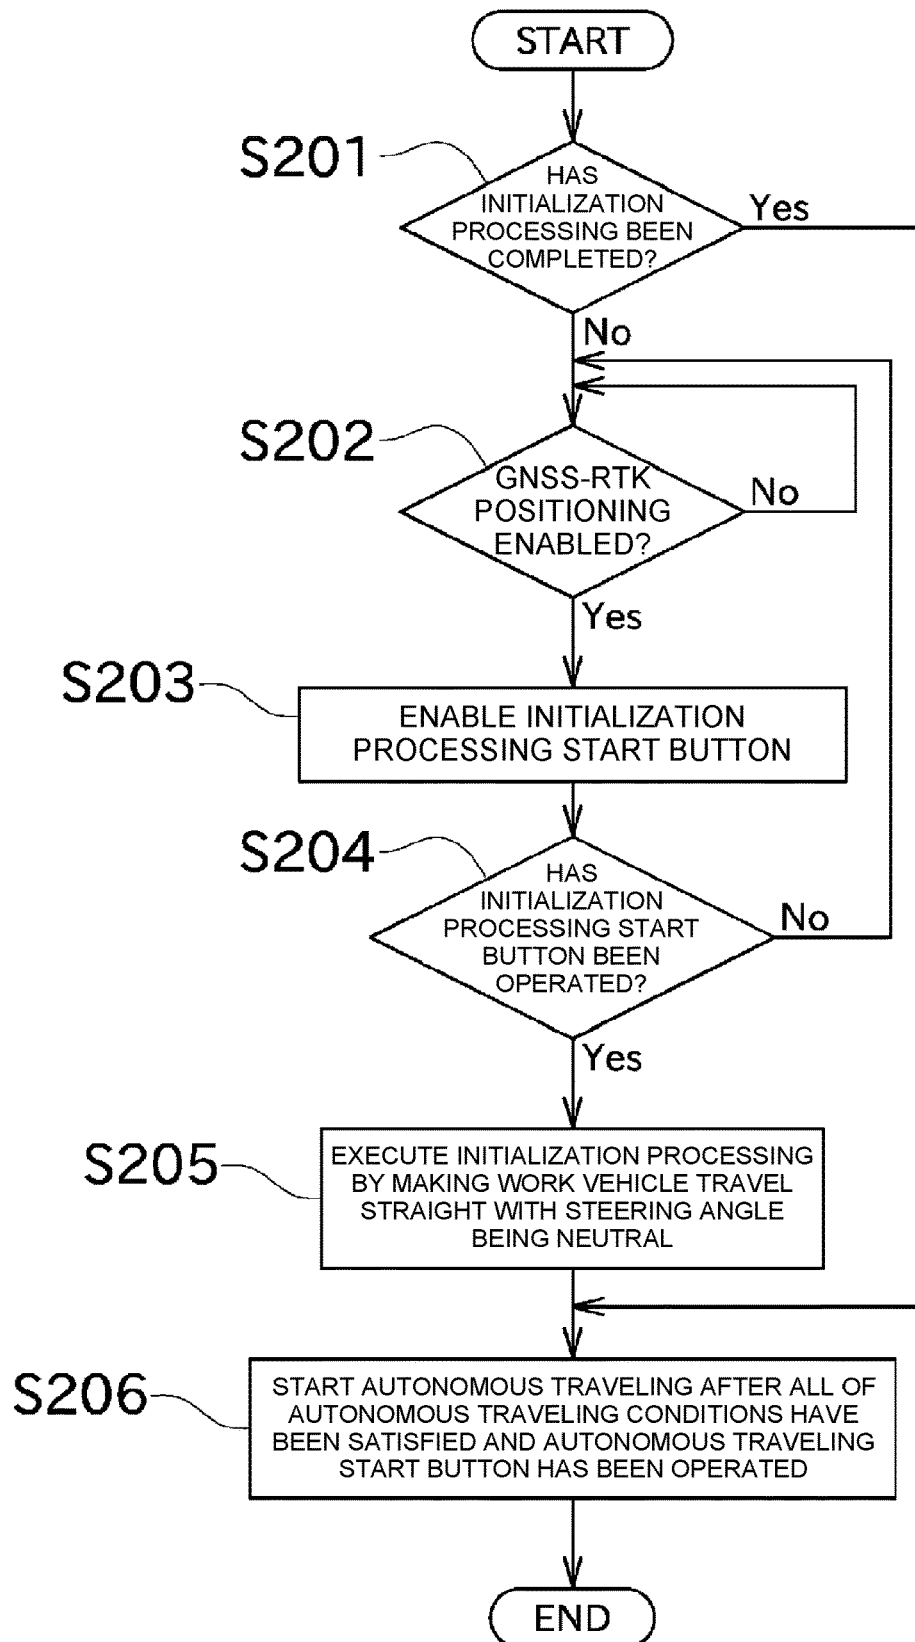 START
S201
HAS
INITIALIZATION
PROCESSING BEEN
COMPLETED?
Yes
No
S202
GNSS-RTK
POSITIONING
ENABLED?
No
Yes
S203
ENABLE INITIALIZATION
PROCESSING START BUTTON
S204
HAS
INITIALIZATION
PROCESSING START
BUTTON BEEN
OPERATED?
No
Yes
S205
EXECUTE INITIALIZATION PROCESSING
BY MAKING WORK VEHICLE TRAVEL
STRAIGHT WITH STEERING ANGLE
BEING NEUTRAL
S206
START AUTONOMOUS TRAVELING AFTER ALL OF
AUTONOMOUS TRAVELING CONDITIONS HAVE
BEEN SATISFIED AND AUTONOMOUS TRAVELING
START BUTTON HAS BEEN OPERATED
END